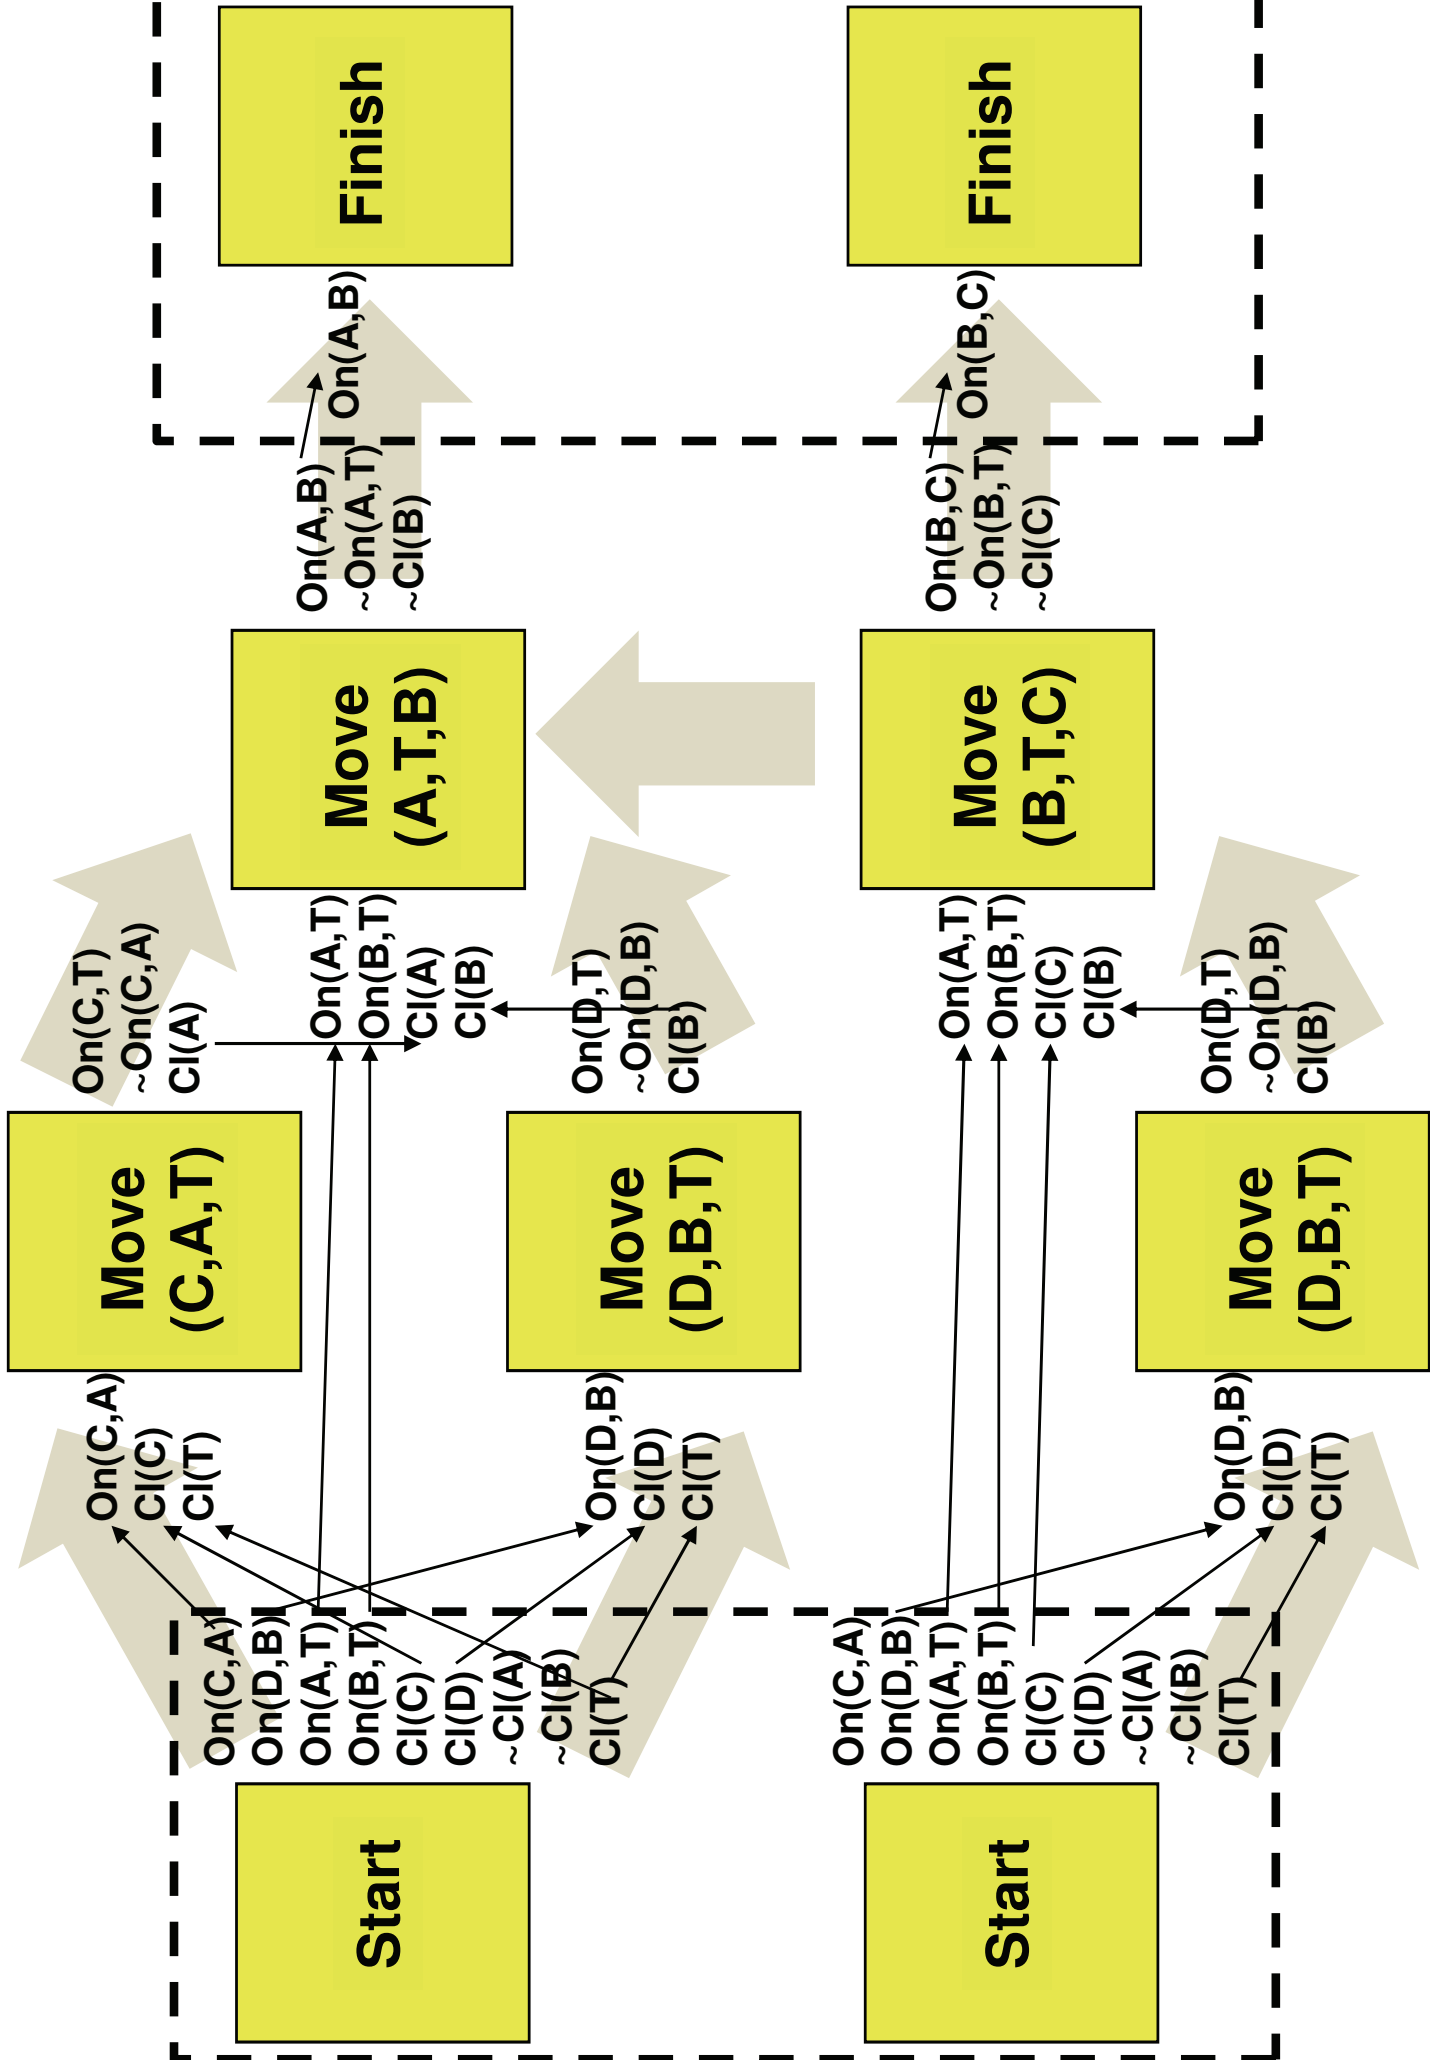 Start
On(C,A)
On(D,B)
On(A,T)
On(B,T)
Cl(C)
Cl(D)
~Cl(A)
~Cl(B)
Cl(T)
On(C,A)
Cl(C)
Cl(T)
Move
(C,A,T)
On(C,T)
~On(C,A)
Cl(A)
On(D,B)
Cl(D)
Cl(T)
Move
(D,B,T)
On(D,T)
~On(D,B)
Cl(B)
On(A,T)
On(B,T)
Cl(A)
Cl(B)
Move
(A,T,B)
On(A,B)
~On(A,T)
~Cl(B)
On(A,B)
Finish
Start
On(C,A)
On(D,B)
On(A,T)
On(B,T)
Cl(C)
Cl(D)
~Cl(A)
~Cl(B)
Cl(T)
On(D,B)
Cl(D)
Cl(T)
Move
(D,B,T)
On(D,T)
~On(D,B)
Cl(B)
On(A,T)
On(B,T)
Cl(C)
Cl(B)
Move
(B,T,C)
On(B,C)
~On(B,T)
~Cl(C)
On(B,C)
Finish